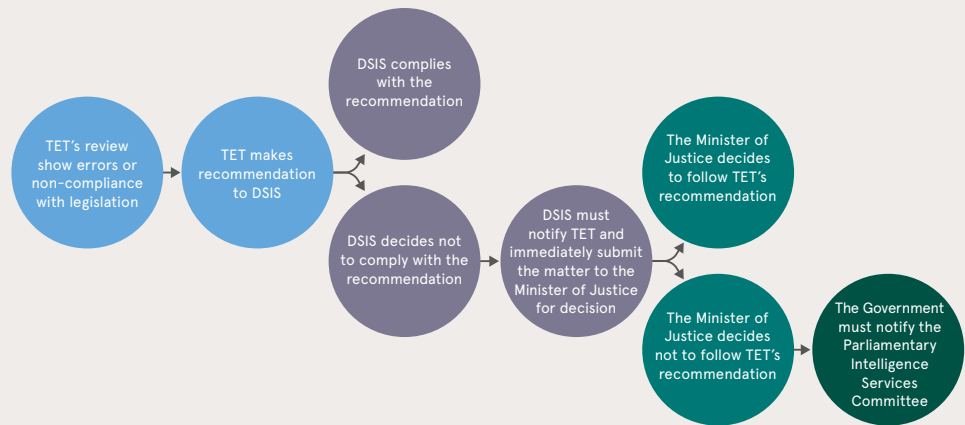 TET’s review
show errors or
non-compliance
with legislation
TET makes
recommendation
to DSIS
DSIS complies
with the
recommendation
DSIS decides not
to comply with the
recommendation
DSIS must
notify TET and
immediately submit
the matter to the
Minister of Justice
for decision
The Minister of
Justice decides
to follow TET’s
recommendation
The Minister of
Justice decides
not to follow TET’s
recommendation
The Government
must notify the
Parliamentary
Intelligence
Services
Committee